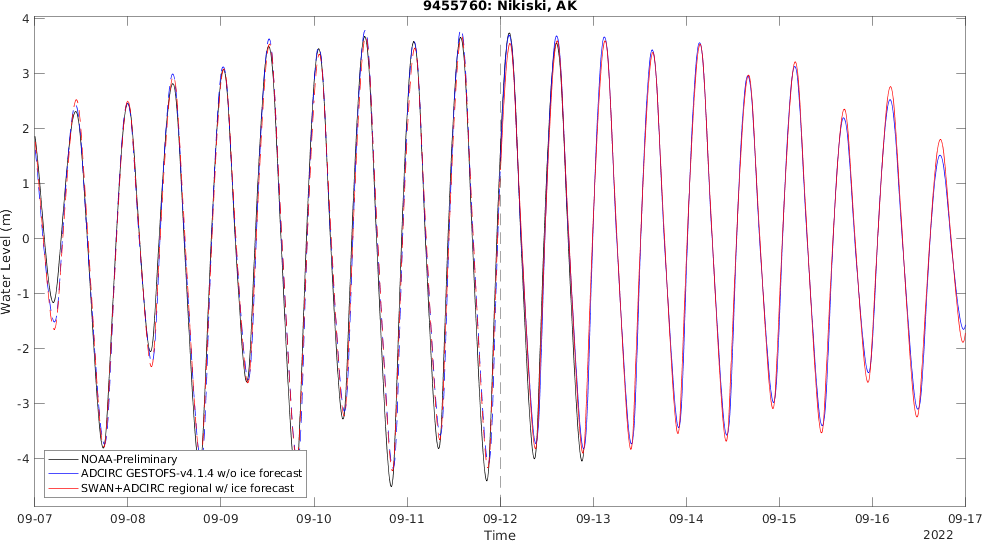 9455760: Nikiski, AK
4
3
2
1
0
-1
-2
-3
-4
Water Level (m)
NOAA-Preliminary
ADCIRC GESTOFS-v4.1.4 w/o ice forecast
SWAN+ADCIRC regional w/ ice forecast
09-07 09-08 09-09 09-10 09-11 09-12 09-13 09-14 09-15 09-16 09-17
Time
2022